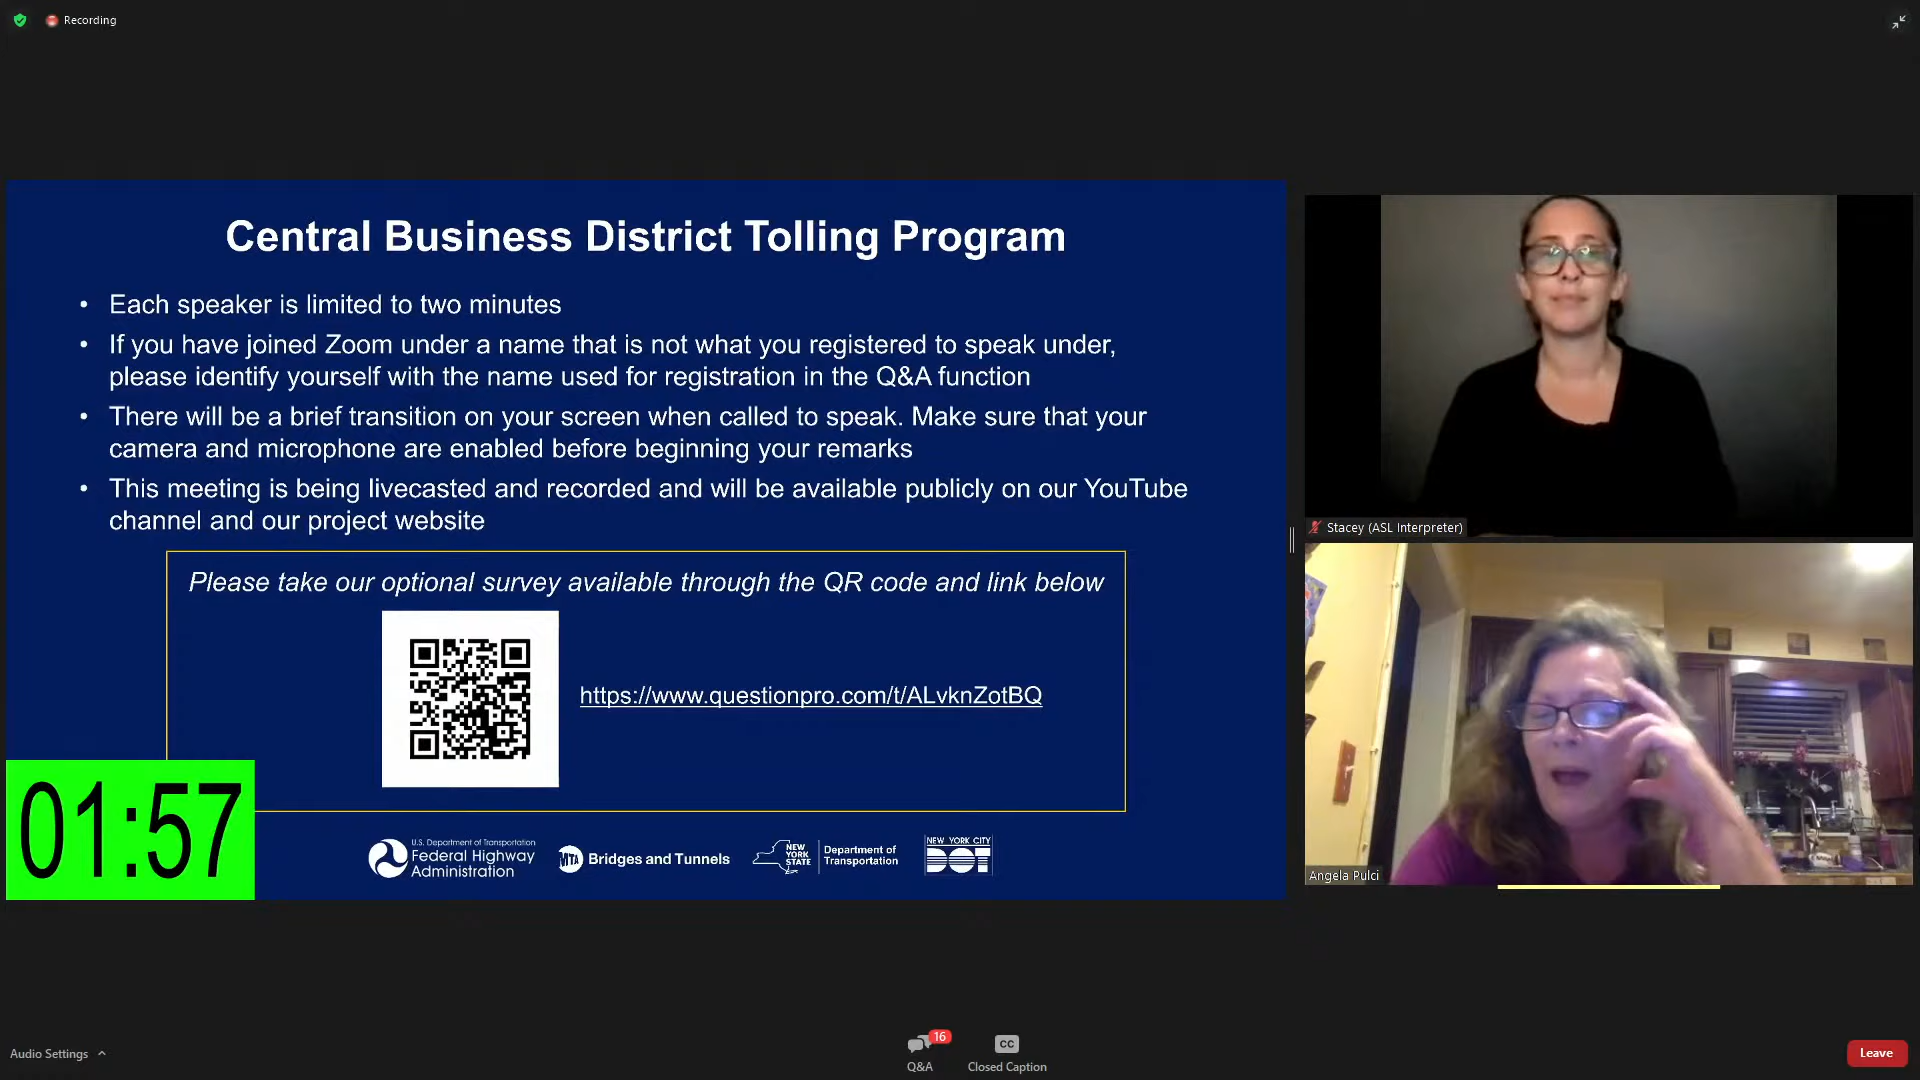 Recording
Central Business District Tolling Program
• Each speaker is limited to two minutes
• If you have joined Zoom under a name that is not what you registered to speak under,
please identify yourself with the name used for registration in the Q&A function
• There will be a brief transition on your screen when called to speak. Make sure that your
camera and microphone are enabled before beginning your remarks
• This meeting is being livecasted and recorded and will be available publicly on our YouTube
channel and our project website
Please take our optional survey available through the QR code and link below
https://www.questionpro.com/t/ALvknZotBQ
01:57
U.S. Department of Transportation
Federal Highway
Administration
MTA Bridges and Tunnels
NEW
YORK
STATE
Department of
Transportation
NEW YORK CITY
DOT
Stacey (ASL Interpreter)
Angela Pulci
Audio Settings
16
Q&A
CC
Closed Caption
Leave